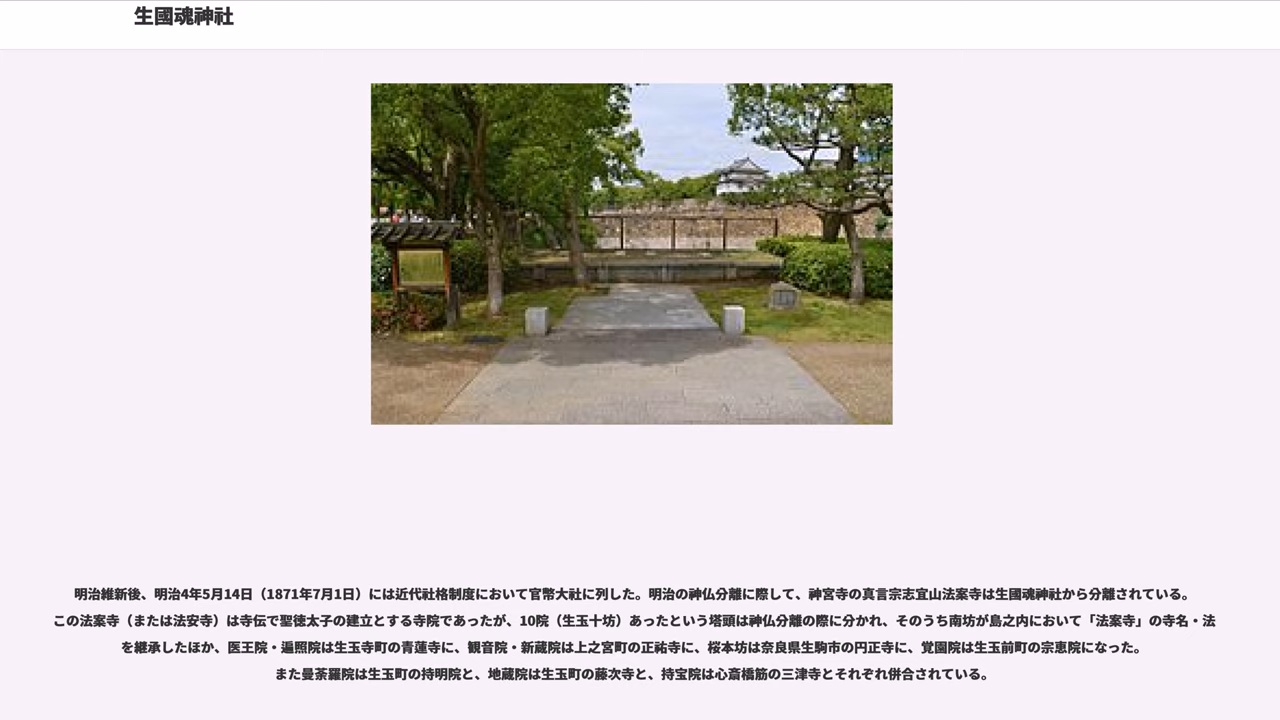 生國魂神社
明治維新後、明治4年5月14日（1871年7月1日）には近代社格制度において官幣大社に列した。明治の神仏分離に際して、神宮寺の真言宗志宜山法案寺は生國魂神社から分離されている。
この法案寺（または法安寺）は寺伝で聖徳太子の建立とする寺院であったが、10院（生玉十坊）あったという塔頭は神仏分離の際に分かれ、そのうち南坊が島之内において「法案寺」の寺名・法
を継承したほか、医王院・遍照院は生玉寺町の青蓮寺に、観音院・新蔵院は上之宮町の正祐寺に、桜本坊は奈良県生駒市の円正寺に、覚園院は生玉前町の宗恵院になった。
また曼荼羅院は生玉町の持明院と、地蔵院は生玉町の藤次寺と、持宝院は心斎橋筋の三津寺とそれぞれ併合されている。